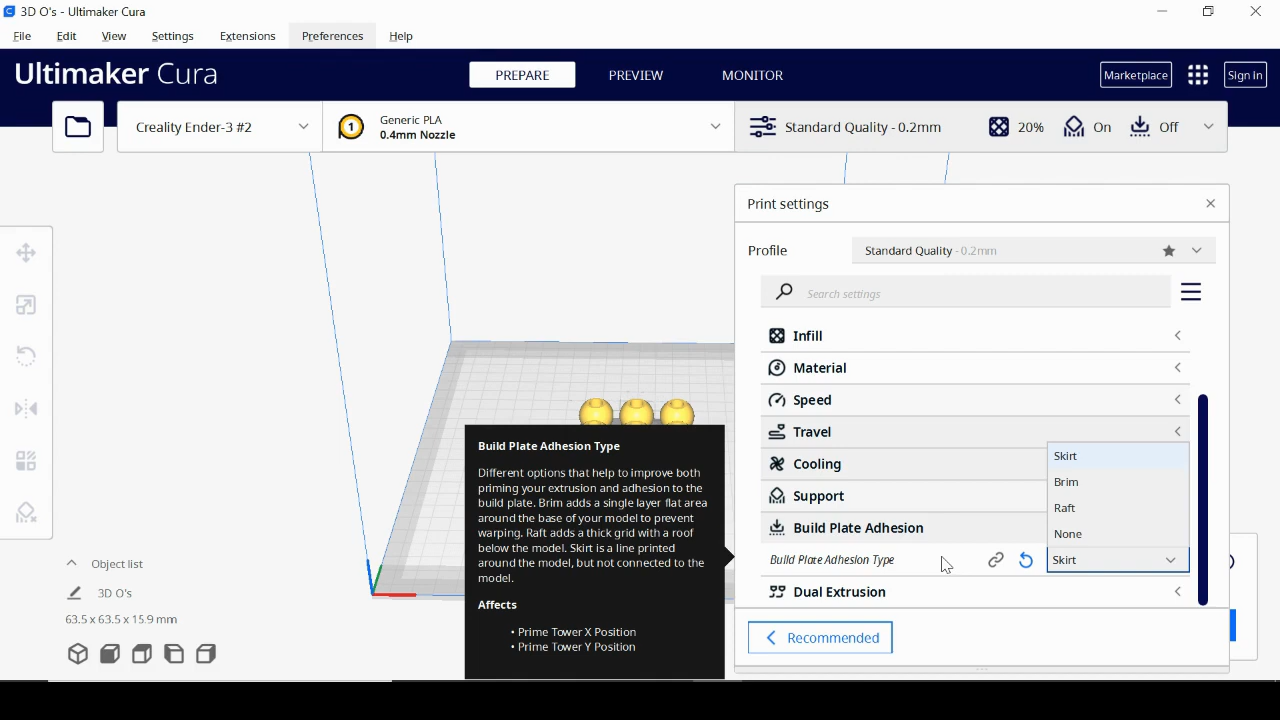 3D O's - Ultimaker Cura
File Edit View Settings Extensions Preferences Help
Ultimaker Cura
PREPARE PREVIEW MONITOR
Marketplace
Sign in
Creality Ender-3 #2
1
Generic PLA
0.4mm Nozzle
Standard Quality - 0.2mm
20%
On
Off
Print settings
Profile
Standard Quality - 0.2mm
Search settings
Infill
Material
Speed
Travel
Cooling
Support
Build Plate Adhesion
Build Plate Adhesion Type
Skirt
Dual Extrusion
Skirt
Brim
Raft
None
Recommended
Build Plate Adhesion Type
Different options that help to improve both
priming your extrusion and adhesion to the
build plate. Brim adds a single layer flat area
around the base of your model to prevent
warping. Raft adds a thick grid with a roof
below the model. Skirt is a line printed
around the model, but not connected to the
model.
Affects
• Prime Tower X Position
• Prime Tower Y Position
Object list
3D O's
63.5 x 63.5 x 15.9 mm